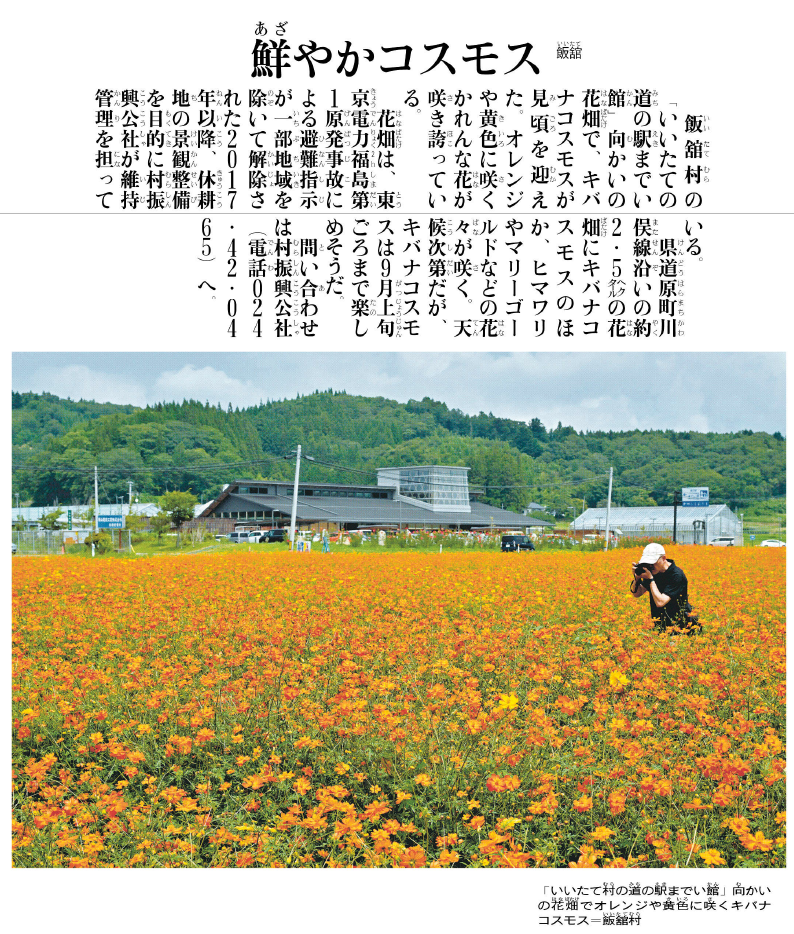 鮮やかコスモス
飯舘
飯舘村の
「いいたての
道の駅までい
館」向かいの
花畑で、キバ
ナコスモスが
見頃を迎え
た。オレンジ
や黄色に咲く
かれんな花が
咲き誇ってい
る。
花畑は、東
京電力福島第
1原発事故に
よる避難指示
が一部地域を
除いて解除さ
れた2017
年以降、休耕
地の景観整備
を目的に村振
興公社が維持
管理を担って
いる。
県道原町川
俣線沿いの約
2・5ヘクタールの花
畑にキバナコ
スモスのほ
か、ヒマワリ
やマリーゴー
ルドなどの花
々が咲く。天
候次第だが、
キバナコスモ
スは9月上旬
ごろまで楽し
めそうだ。
問い合わせ
は村振興公社
（電話024
・42・04
65）へ。
「いいたて村の道の駅までい館」向かい
の花畑でオレンジや黄色に咲くキバナ
コスモス＝飯舘村